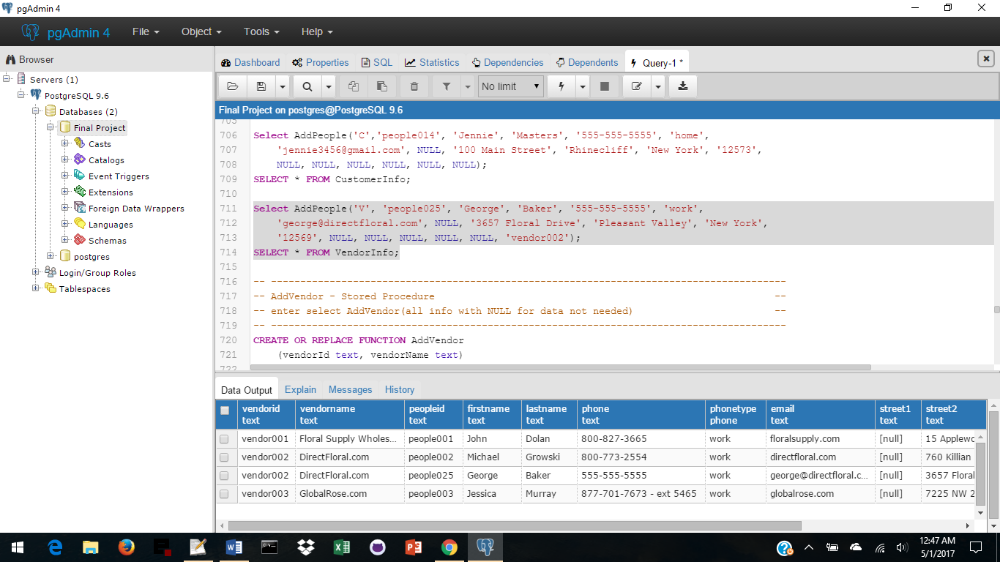 pgAdmin 4
pgAdmin 4 File Object Tools Help
Browser
Servers (1)
PostgreSQL 9.6
Databases (2)
Final Project
Casts
Catalogs
Event Triggers
Extensions
Foreign Data Wrappers
Languages
Schemas
postgres
Login/Group Roles
Tablespaces
Dashboard Properties SQL Statistics Dependencies Dependents Query-1 *
No limit
Final Project on postgres@PostgreSQL 9.6
705
706 Select AddPeople('C','people014', 'Jennie', 'Masters', '555-555-5555', 'home',
707 'jennie3456@gmail.com', NULL, '100 Main Street', 'Rhinecliff', 'New York', '12573',
708 NULL, NULL, NULL, NULL, NULL, NULL);
709 SELECT * FROM CustomerInfo;
710
711 Select AddPeople('V', 'people025', 'George', 'Baker', '555-555-5555', 'work',
712 'george@directfloral.com', NULL, '3657 Floral Drive', 'Pleasant Valley', 'New York',
713 '12569', NULL, NULL, NULL, NULL, NULL, 'vendor002');
714 SELECT * FROM VendorInfo;
715
716 -- ----------------------------------------------------------------------------------------
717 -- AddVendor - Stored Procedure --
718 -- enter select AddVendor(all info with NULL for data not needed) --
719 -- ----------------------------------------------------------------------------------------
720 CREATE OR REPLACE FUNCTION AddVendor
721 (vendorId text, vendorName text)
722
Data Output Explain Messages History
vendorid vendorname peopleid firstname lastname phone phonetype email street1 street2
text text text text text text phone text text text
vendor001 Floral Supply Wholes... people001 John Dolan 800-827-3665 work floralsupply.com [null] 15 Applewo
vendor002 DirectFloral.com people002 Michael Growski 800-773-2554 work directfloral.com [null] 760 Killian
vendor002 DirectFloral.com people025 George Baker 555-555-5555 work george@directfloral.c... [null] 3657 Floral
vendor003 GlobalRose.com people003 Jessica Murray 877-701-7673 - ext 5465 work globalrose.com [null] 7225 NW 2
12:47 AM
5/1/2017